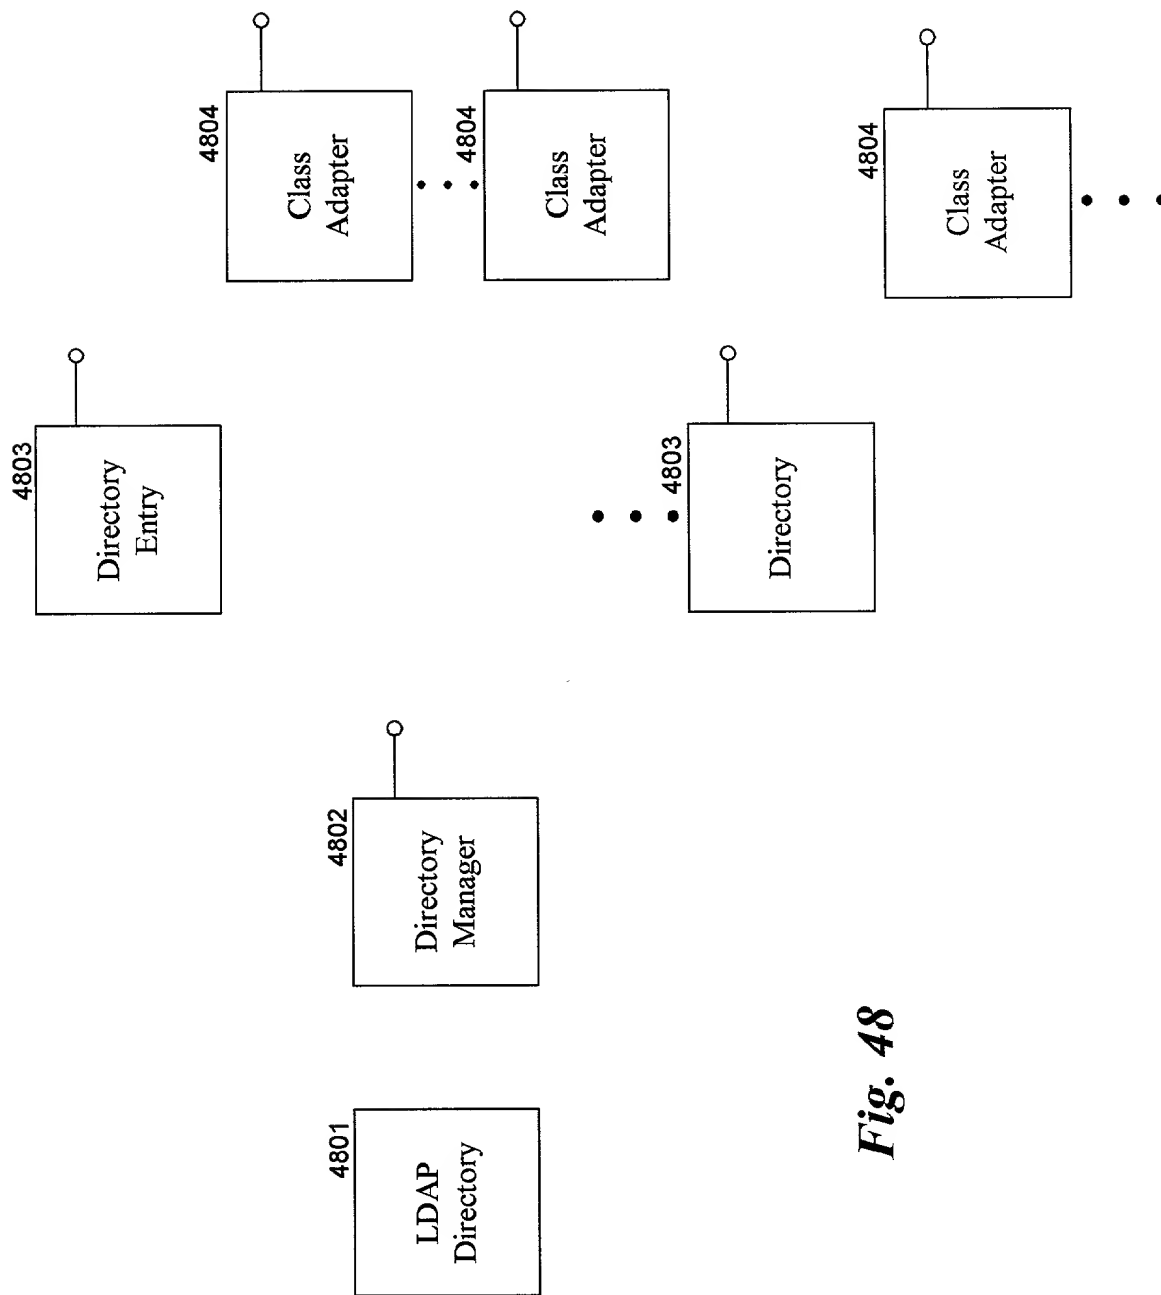 4801
LDAP
Directory
4802
Directory
Manager
4803
Directory
Entry
4803
Directory
4804
Class
Adapter
4804
Class
Adapter
4804
Class
Adapter
Fig. 48